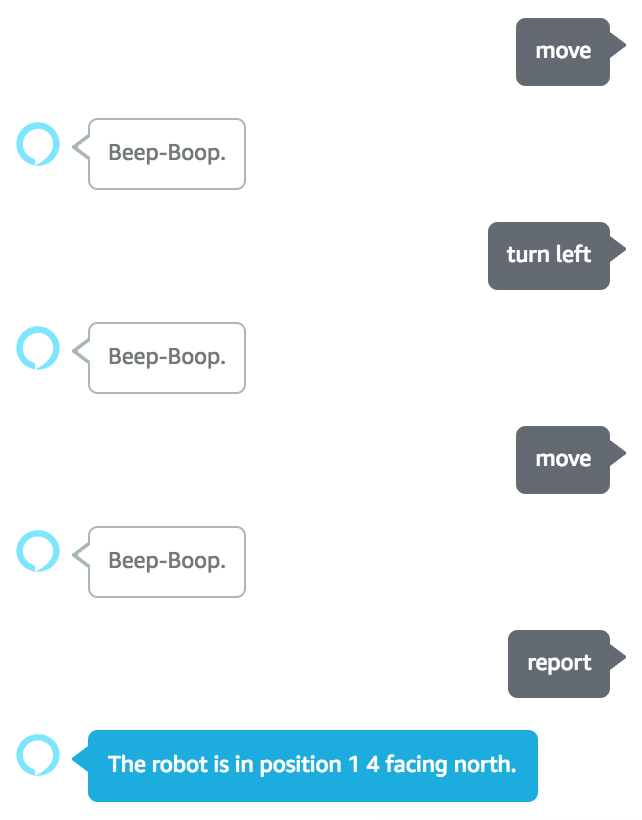 move
Beep-Boop.
turn left
Beep-Boop.
move
Beep-Boop.
report
The robot is in position 1 4 facing north.